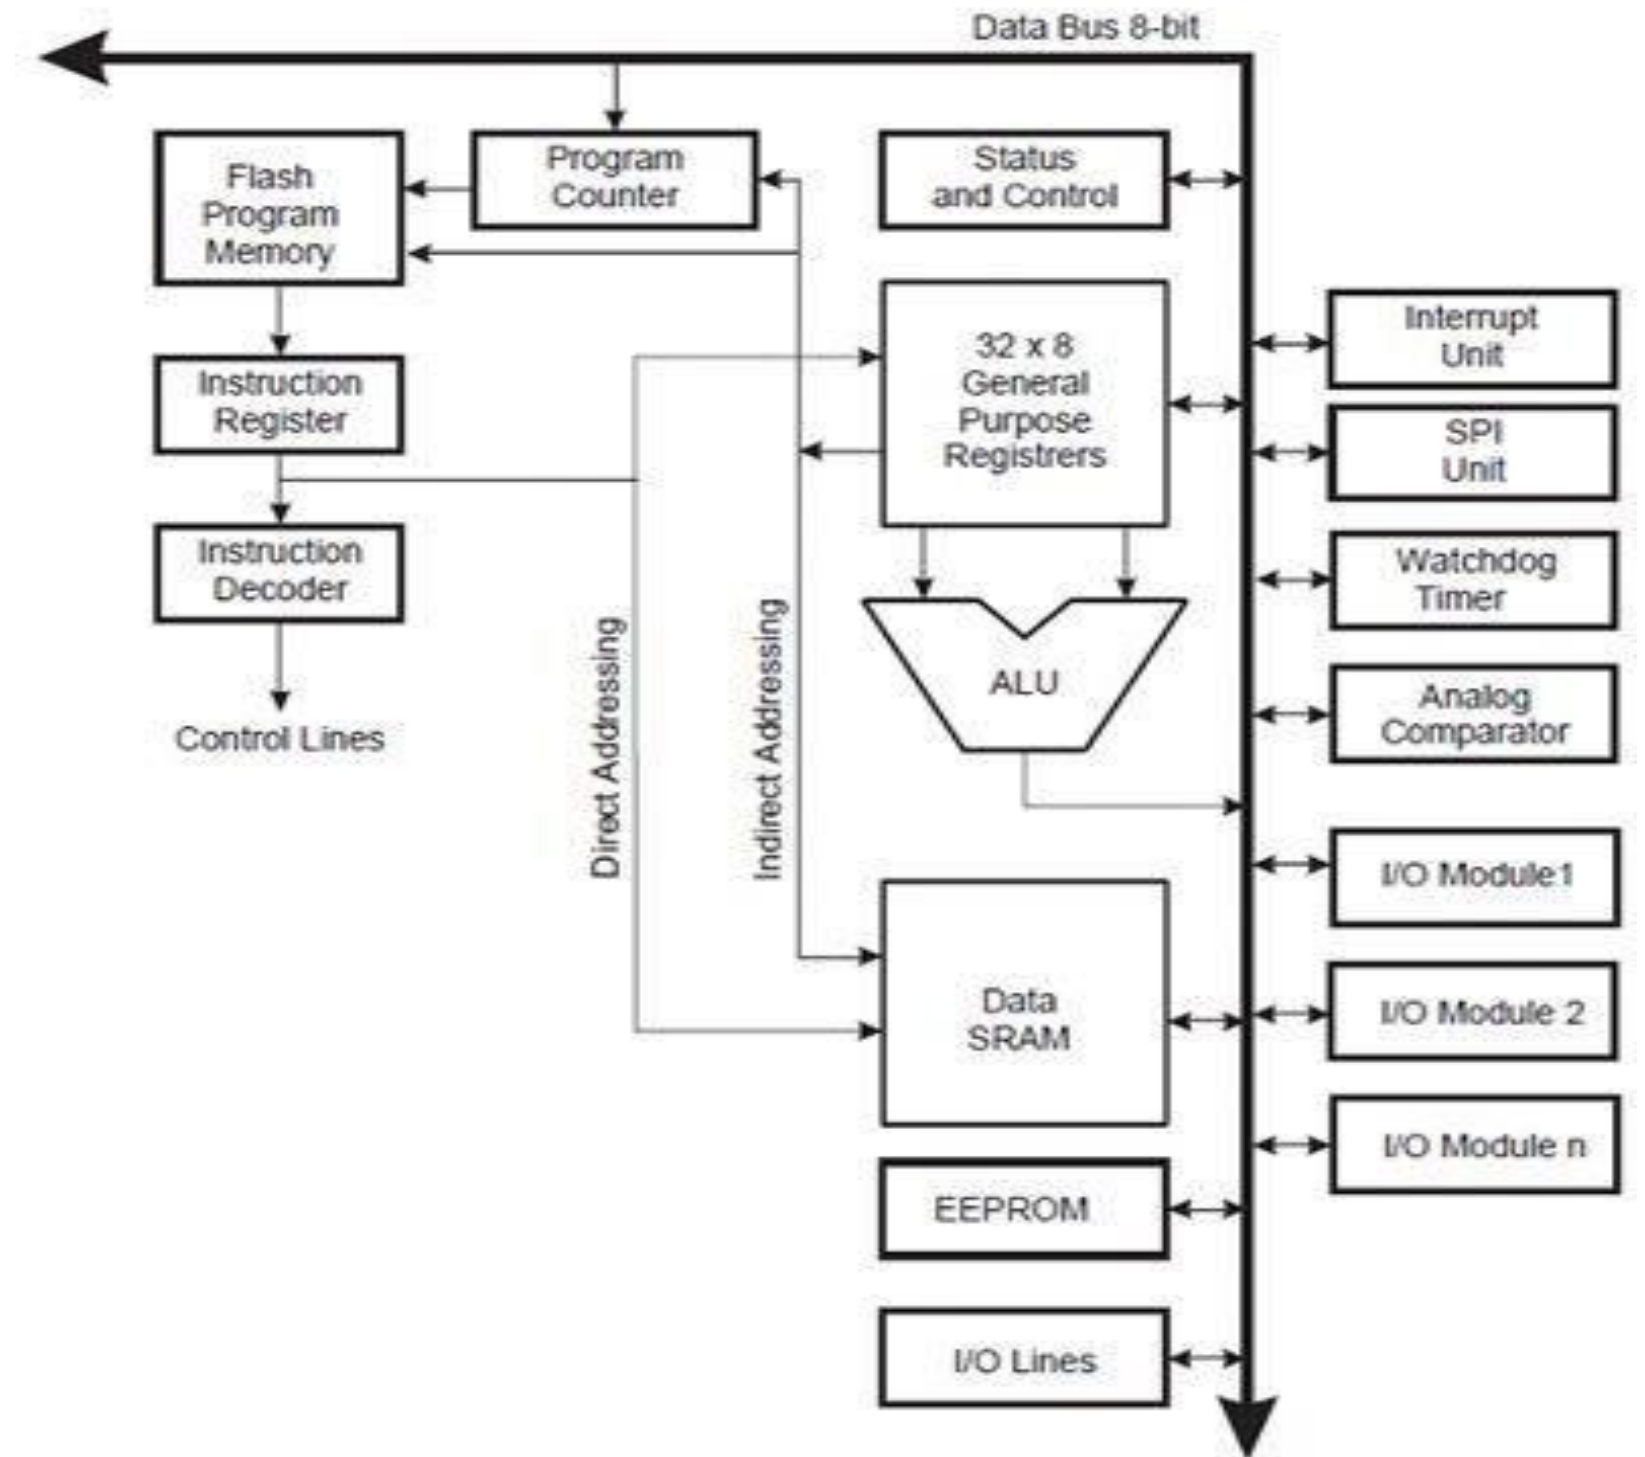 Data Bus 8-bit
Flash
Program
Memory
Program
Counter
Status
and Control
Instruction
Register
32 x 8
General
Purpose
Registrers
Interrupt
Unit
SPI
Unit
Instruction
Decoder
Watchdog
Timer
Control Lines
Direct Addressing
Indirect Addressing
ALU
Analog
Comparator
I/O Module1
Data
SRAM
I/O Module 2
I/O Module n
EEPROM
I/O Lines